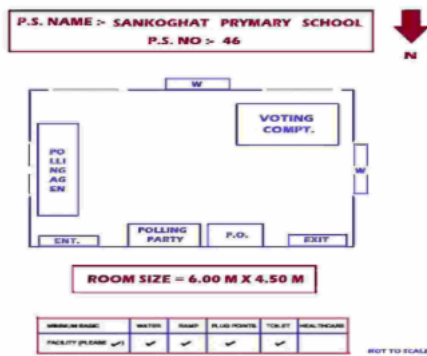 P.S. NAME :- SANKOGHAT PRYMARY SCHOOL
P.S. NO :- 46
N
W
VOTING
COMPT.
PO
LLI
NG
AG
EN
W
POLLING
PARTY
P.O.
ENT.
EXIT
ROOM SIZE = 6.00 M X 4.50 M
MINIMUM BASIC WATER RAMP PLUG POINTS TOILET HEALTHCARE
FACILITY (PLEASE ✓) ✓ ✓ ✓ ✓
NOT TO SCALE